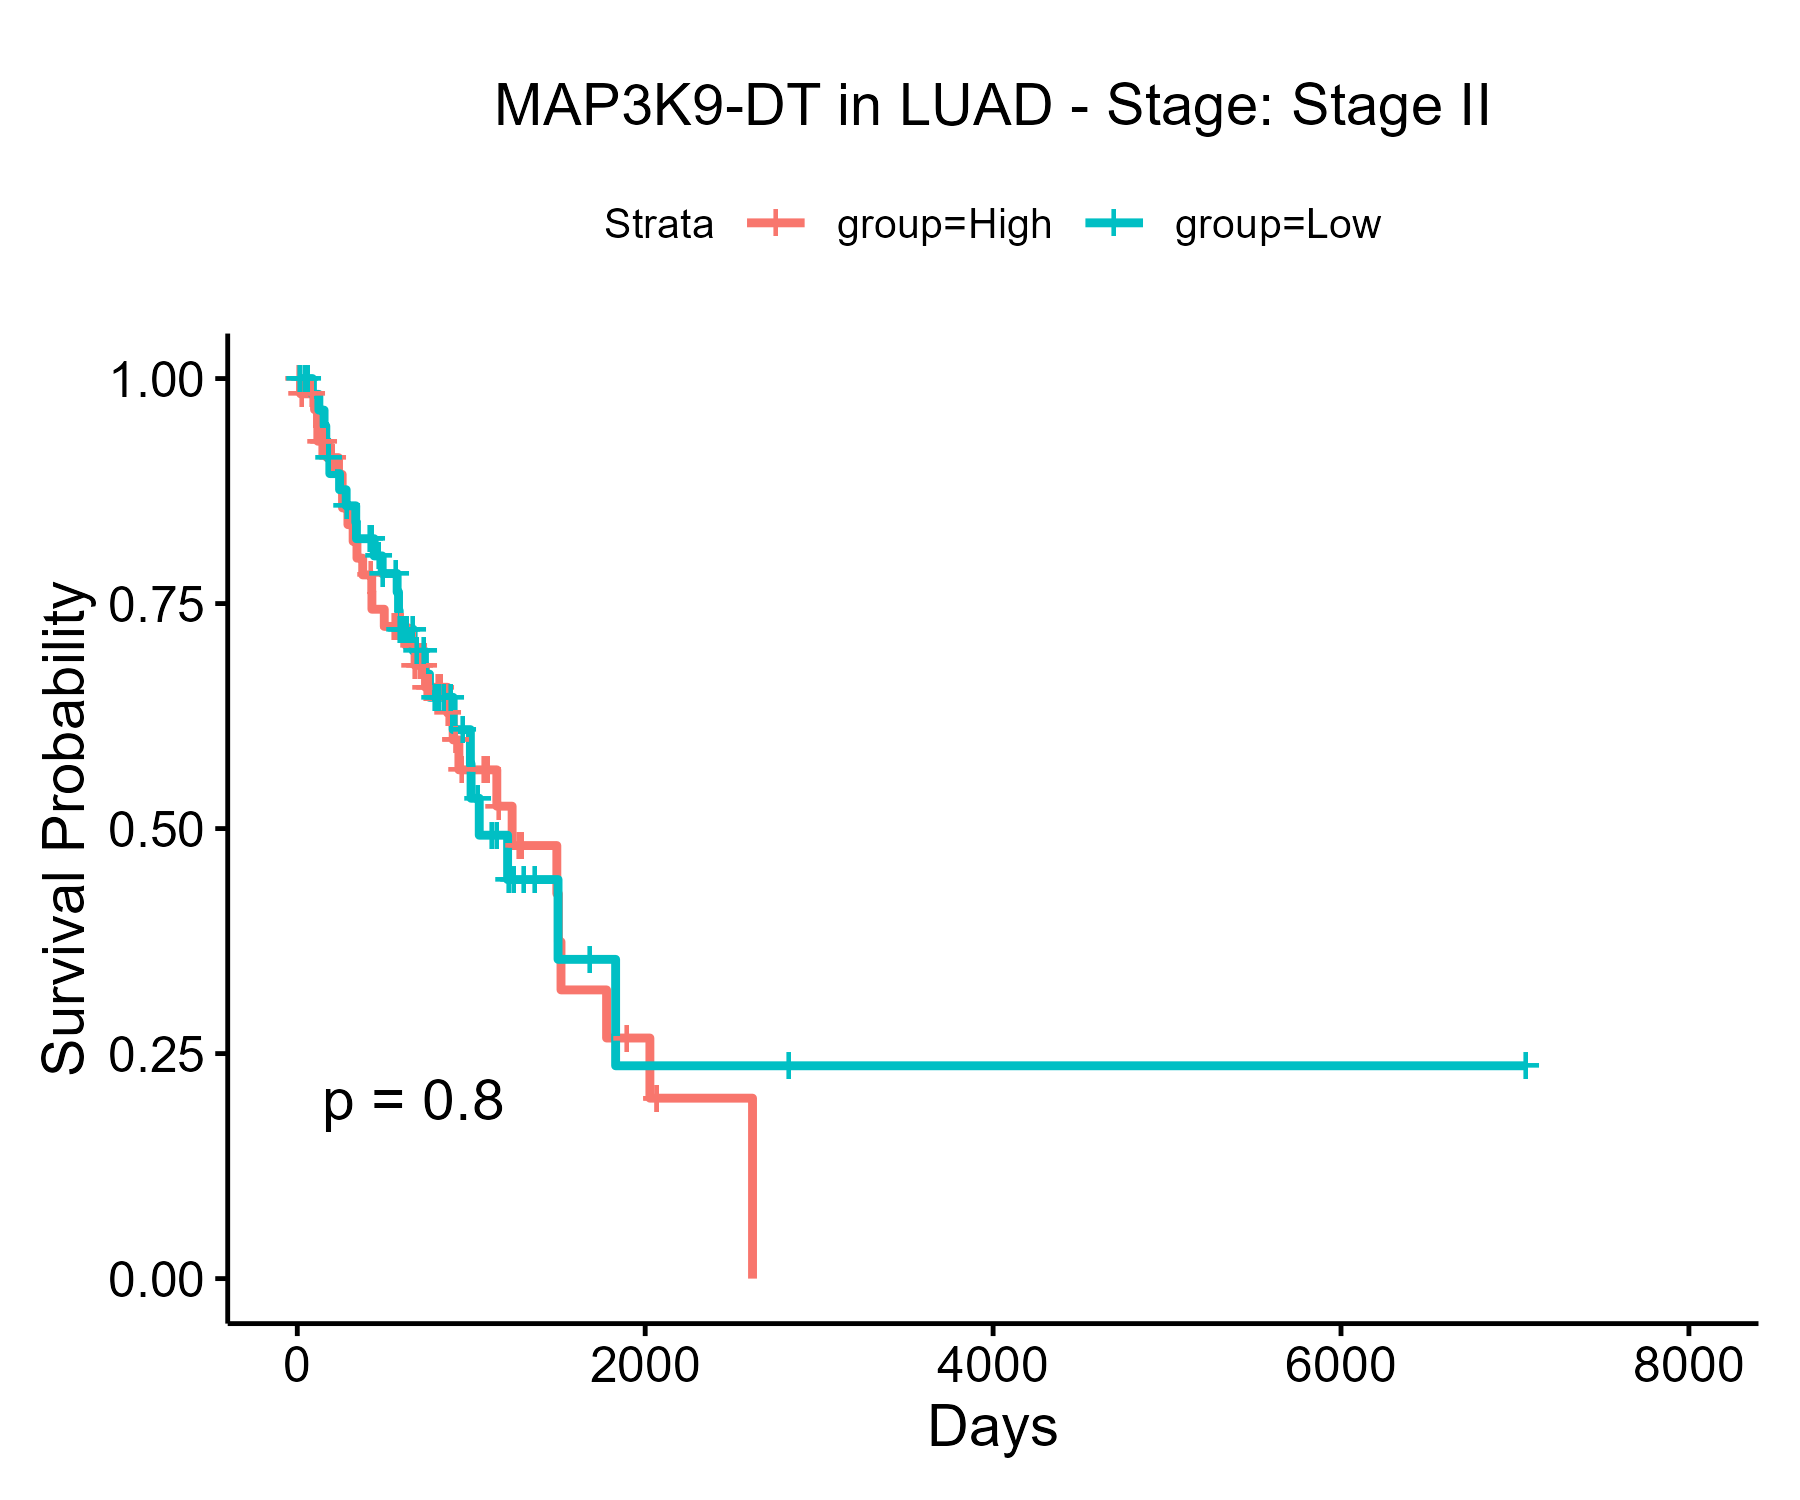 MAP3K9-DT in LUAD - Stage: Stage II
Strata group=High group=Low
Survival Probability
1.00
0.75
0.50
0.25
0.00
p = 0.8
0 2000 4000 6000 8000
Days